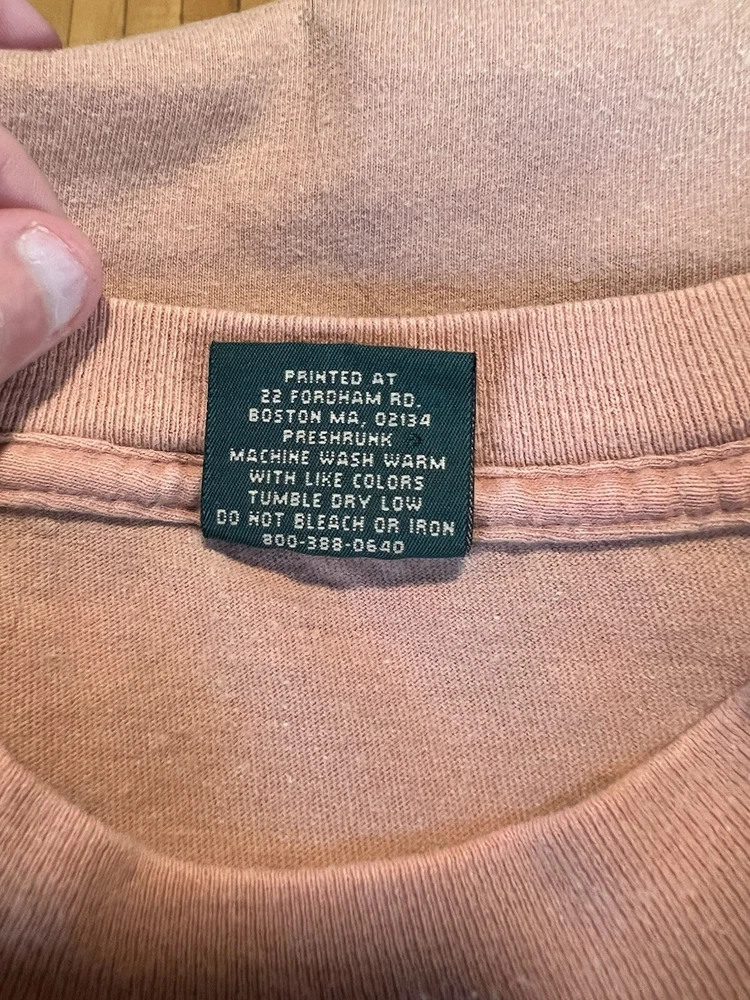 PRINTED AT
22 FORDHAM RD.
BOSTON MA, 02134
PRESHRUNK
MACHINE WASH WARM
WITH LIKE COLORS
TUMBLE DRY LOW
DO NOT BLEACH OR IRON
800-388-0640